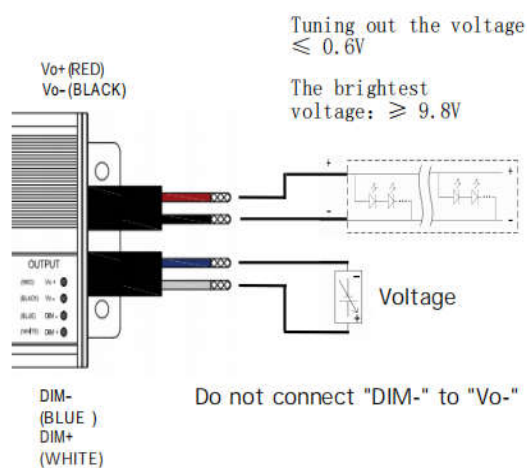 Tuning out the voltage
≤ 0.6V
The brightest
voltage: ≥ 9.8V
Vo+(RED)
Vo-(BLACK)
+
+
-
-
OUTPUT
(RED) Vo +
(BLACK) Vo -
(BLUE) DIM -
(WHITE) DIM +
-
+
Voltage
DIM-
(BLUE )
DIM+
(WHITE)
Do not connect "DIM-" to "Vo-"